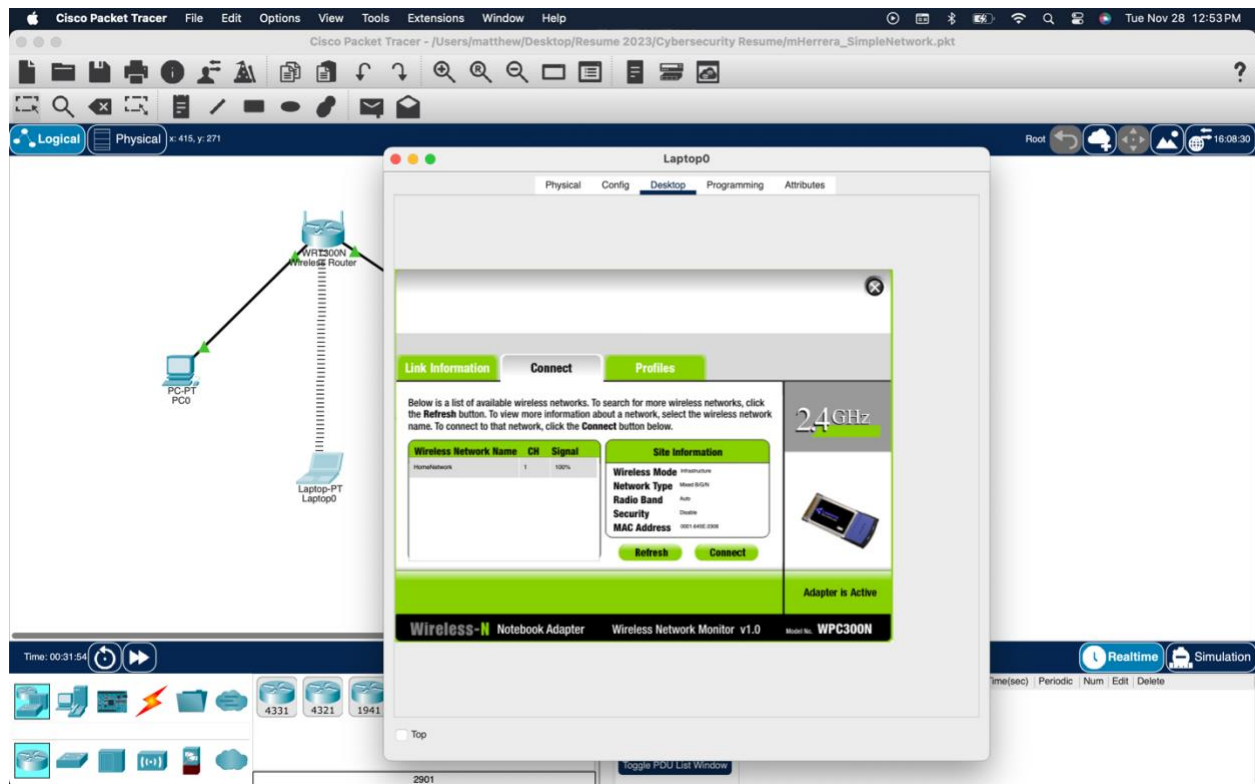 Cisco Packet Tracer File Edit Options View Tools Extensions Window Help Tue Nov 28 12:53 PM
Cisco Packet Tracer - /Users/matthew/Desktop/Resume 2023/Cybersecurity Resume/mHerrera_SimpleNetwork.pkt
?
Logical Physical x: 415, y: 271 Root 16:08:30
Laptop0
Physical Config Desktop Programming Attributes
WRT300N
Wireless Router
PC-PT
PC0
Laptop-PT
Laptop0
Link Information Connect Profiles
Below is a list of available wireless networks. To search for more wireless networks, click
the Refresh button. To view more information about a network, select the wireless network
name. To connect to that network, click the Connect button below.
2.4GHz
Wireless Network Name CH Signal
HomeNetwork 1 100%
Site Information
Wireless Mode Infrastructure
Network Type Mixed B/G/N
Radio Band Auto
Security Disable
MAC Address
Refresh Connect
Adapter is Active
Wireless-N Notebook Adapter Wireless Network Monitor v1.0 Model No. WPC300N
Time: 00:31:54 Realtime Simulation
Time(sec) Periodic Num Edit Delete
4331 4321 1941
Top
Toggle PDU List Window
2901